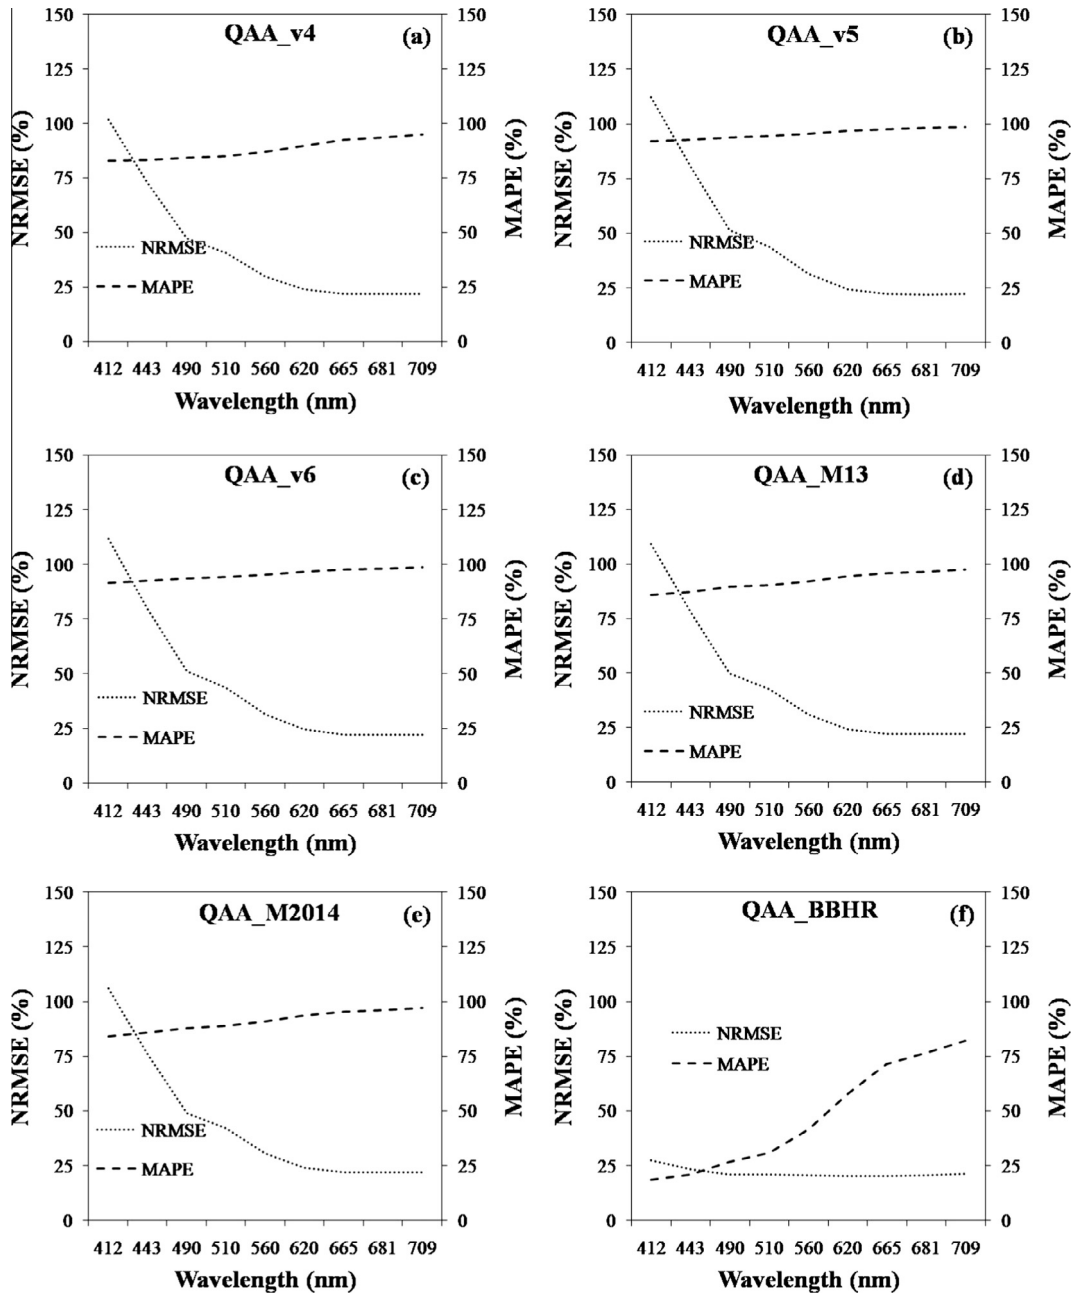 QAA_v4 (a)
150 125 100 75 50 25 0
NRMSE (%)
150 125 100 75 50 25 0
MAPE (%)
NRMSE
MAPE
412 443 490 510 560 620 665 681 709
Wavelength (nm)
QAA_v5 (b)
150 125 100 75 50 25 0
NRMSE (%)
150 125 100 75 50 25 0
MAPE (%)
NRMSE
MAPE
412 443 490 510 560 620 665 681 709
Wavelength (nm)
QAA_v6 (c)
150 125 100 75 50 25 0
NRMSE (%)
150 125 100 75 50 25 0
MAPE (%)
NRMSE
MAPE
412 443 490 510 560 620 665 681 709
Wavelength (nm)
QAA_M13 (d)
150 125 100 75 50 25 0
NRMSE (%)
150 125 100 75 50 25 0
MAPE (%)
NRMSE
MAPE
412 443 490 510 560 620 665 681 709
Wavelength (nm)
QAA_M2014 (e)
150 125 100 75 50 25 0
NRMSE (%)
150 125 100 75 50 25 0
MAPE (%)
NRMSE
MAPE
412 443 490 510 560 620 665 681 709
Wavelength (nm)
QAA_BBHR (f)
150 125 100 75 50 25 0
NRMSE (%)
150 125 100 75 50 25 0
MAPE (%)
NRMSE
MAPE
412 443 490 510 560 620 665 681 709
Wavelength (nm)